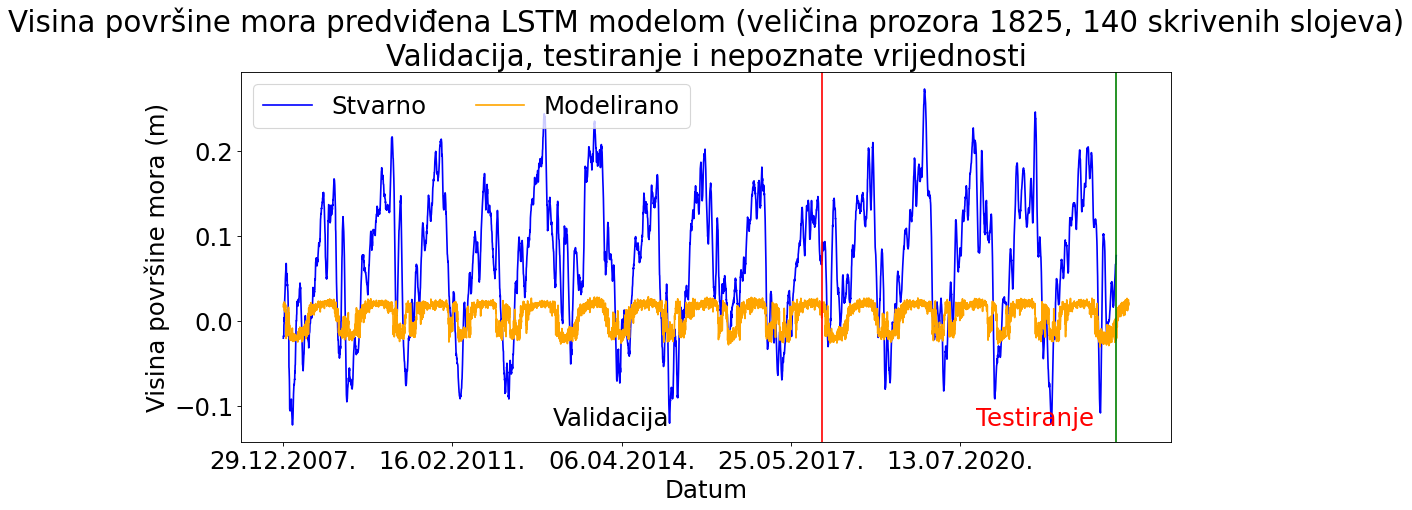 Visina površine mora predviđena LSTM modelom (veličina prozora 1825, 140 skrivenih slojeva)
Validacija, testiranje i nepoznate vrijednosti
Stvarno
Modelirano
Visina površine mora (m)
0.2
0.1
0.0
−0.1
Validacija
Testiranje
29.12.2007.
16.02.2011.
06.04.2014.
25.05.2017.
13.07.2020.
Datum